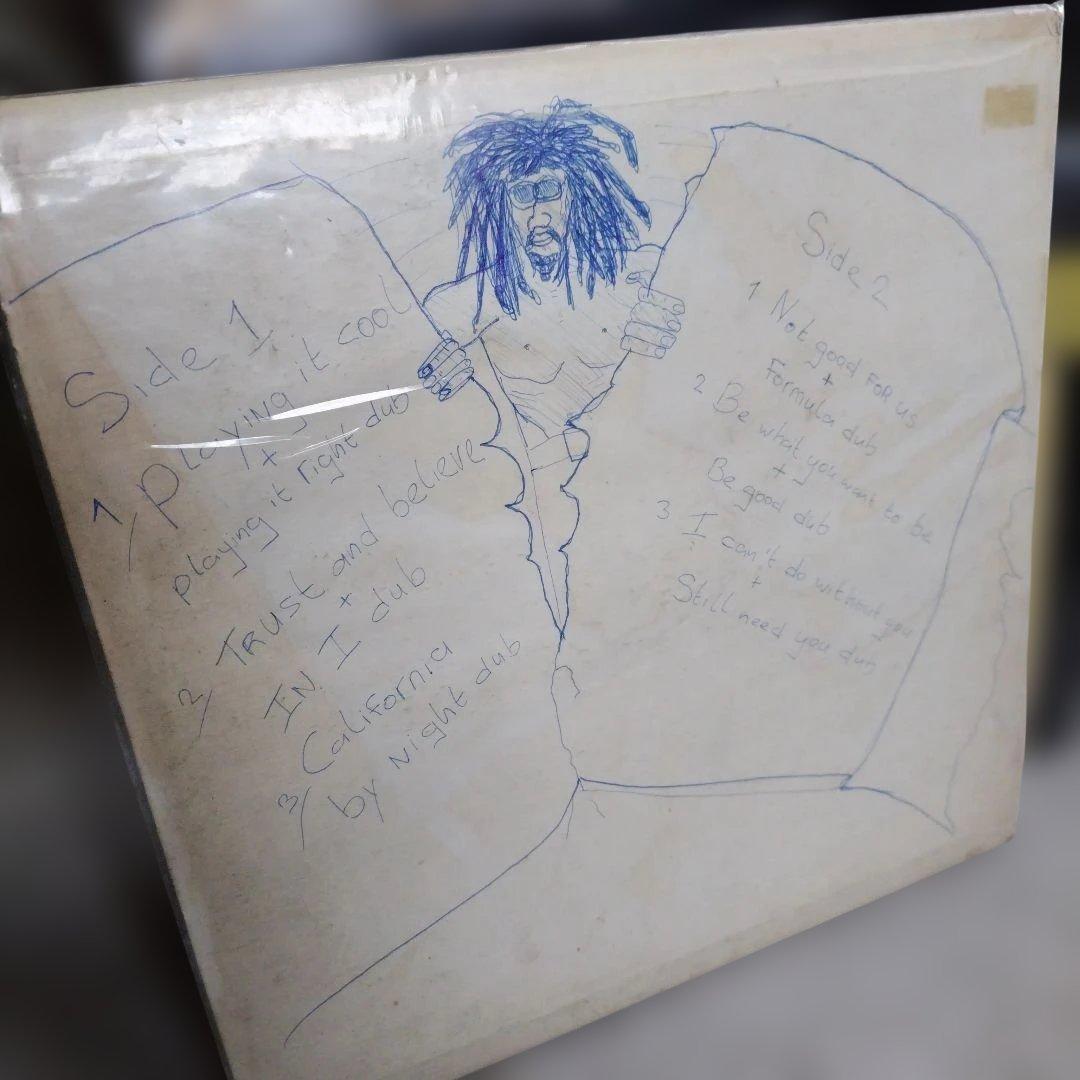 Side 1
1/ Playing it cool
+
playing it right dub
2/ TRUST and believe
+
IN I dub
3/ California
by Night dub
Side 2
1 Not good FOR us
+
Formula dub
2 Be what you want to be
+
Be good dub
3 I can't do without you
+
Still need you dub